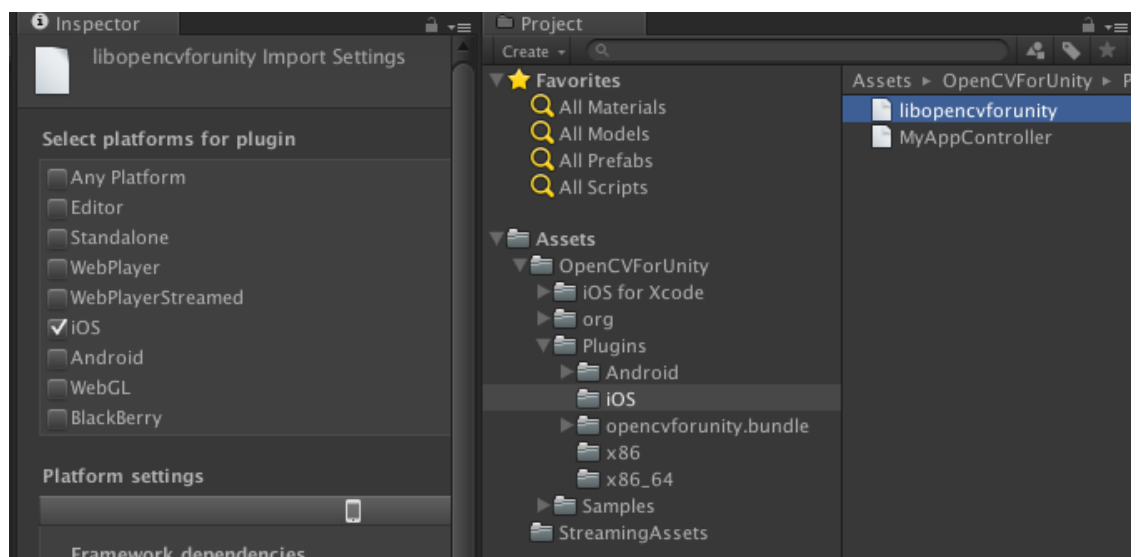 Inspector
libopencvforunity Import Settings
Select platforms for plugin
Any Platform
Editor
Standalone
WebPlayer
WebPlayerStreamed
iOS
Android
WebGL
BlackBerry
Platform settings
Framework dependencies
Project
Create
Favorites
All Materials
All Models
All Prefabs
All Scripts
Assets
OpenCVForUnity
iOS for Xcode
org
Plugins
Android
iOS
opencvforunity.bundle
x86
x86_64
Samples
StreamingAssets
Assets ▸ OpenCVForUnity ▸ P
libopencvforunity
MyAppController